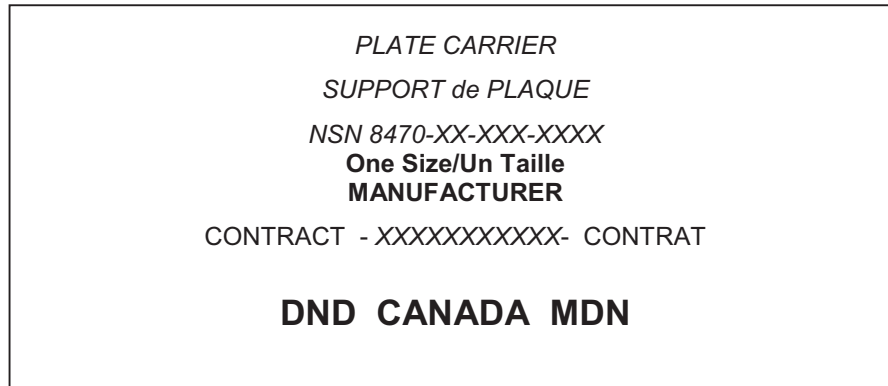 PLATE CARRIER
SUPPORT de PLAQUE
NSN 8470-XX-XXX-XXXX
One Size/Un Taille
MANUFACTURER
CONTRACT - XXXXXXXXXXX- CONTRAT
DND CANADA MDN